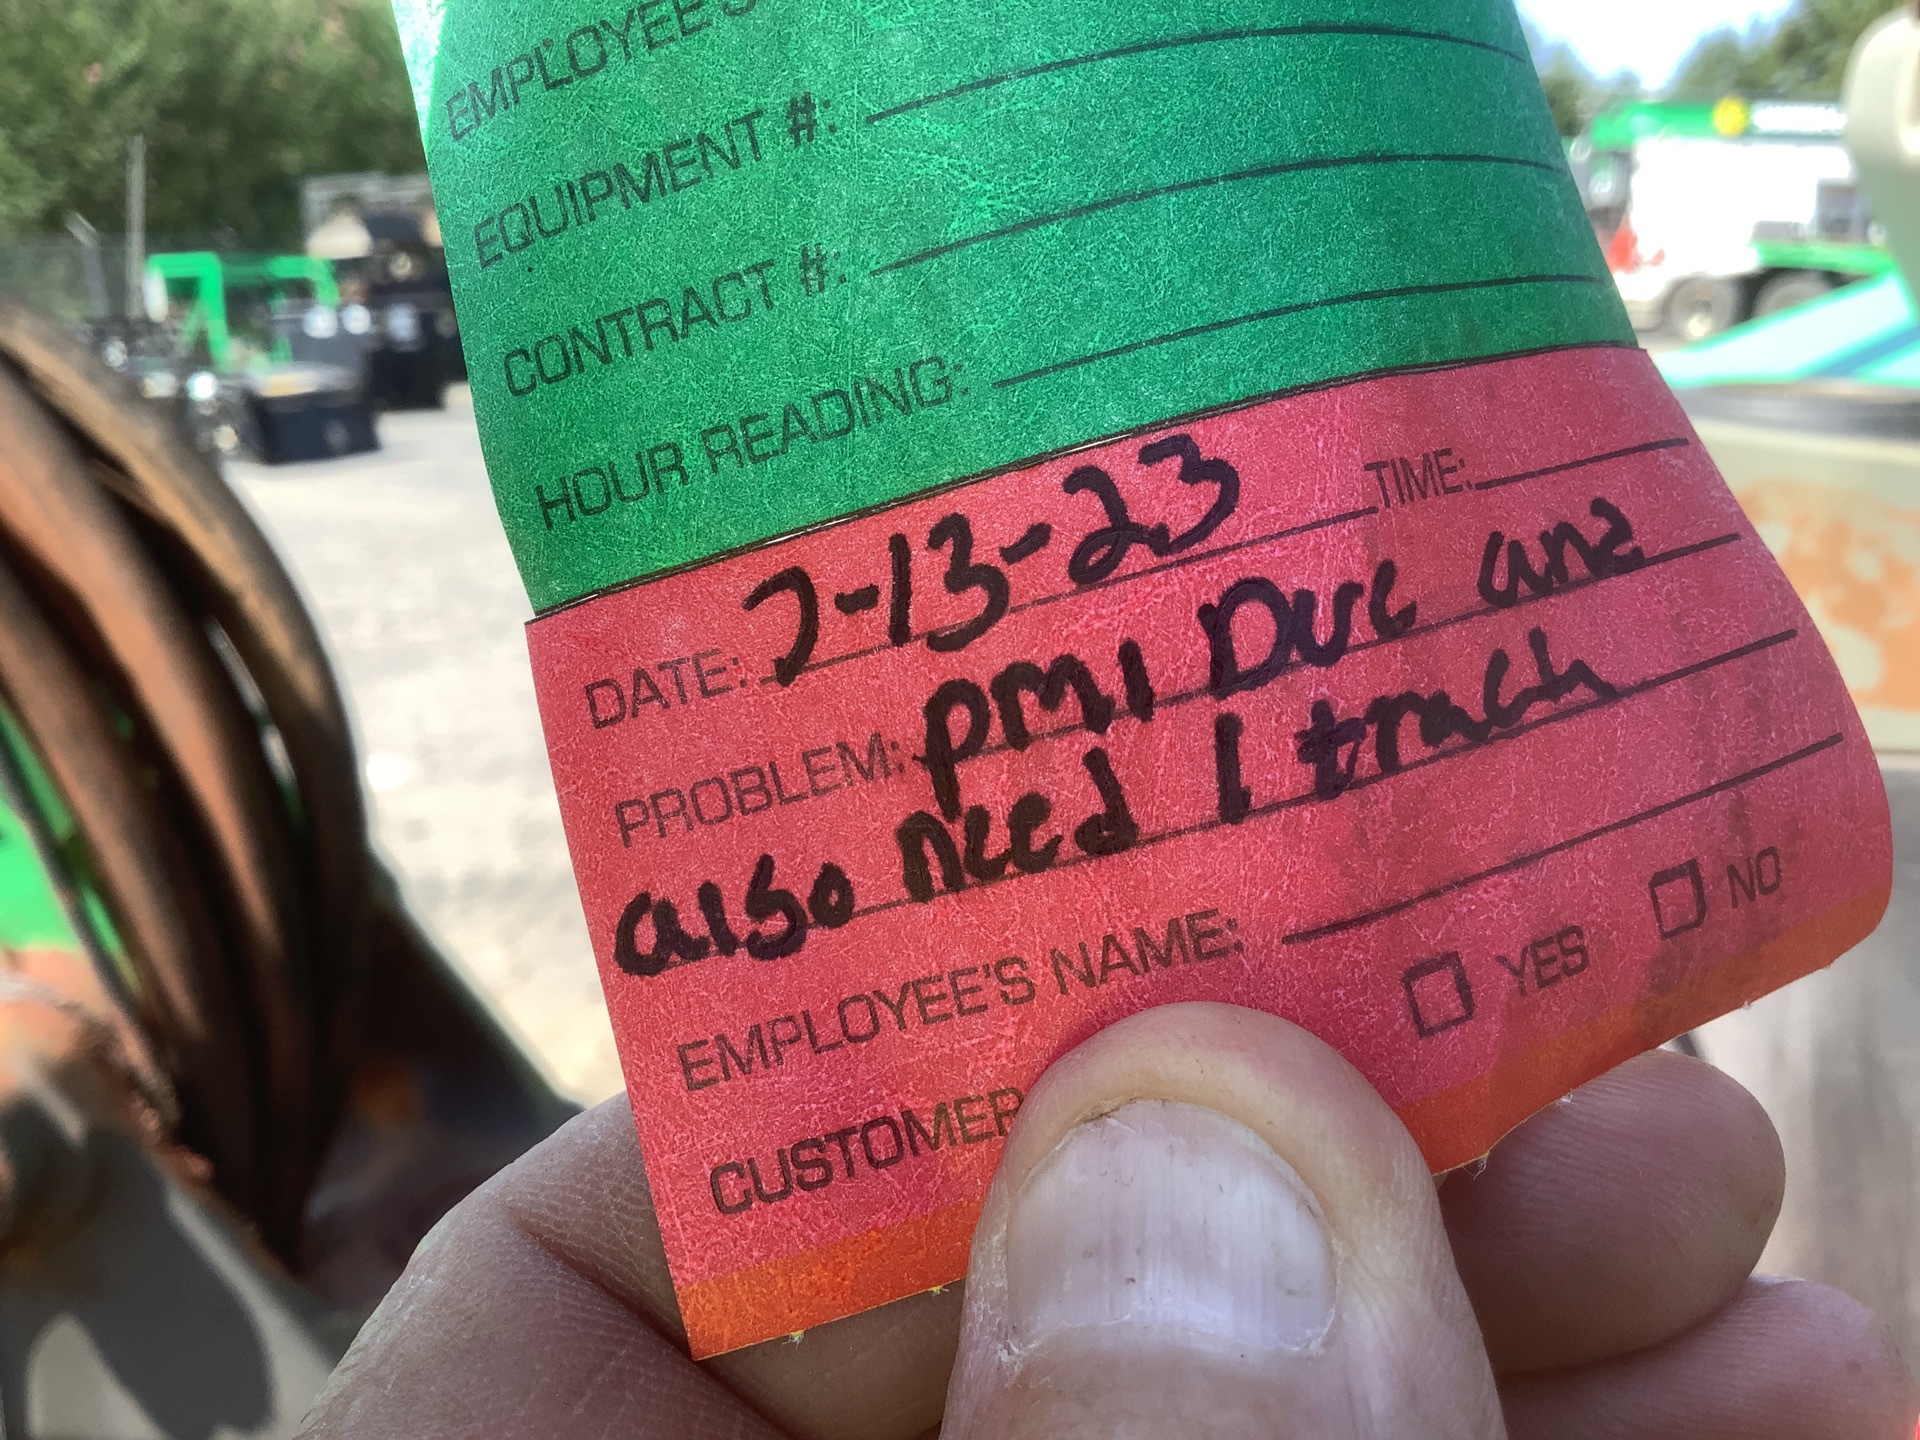 EMPLOYEE'S
EQUIPMENT #:
CONTRACT #:
HOUR READING:
DATE: 7-13-23 TIME:
PROBLEM: PM1 Due and
also need 1 track
EMPLOYEE'S NAME:
CUSTOMER YES NO